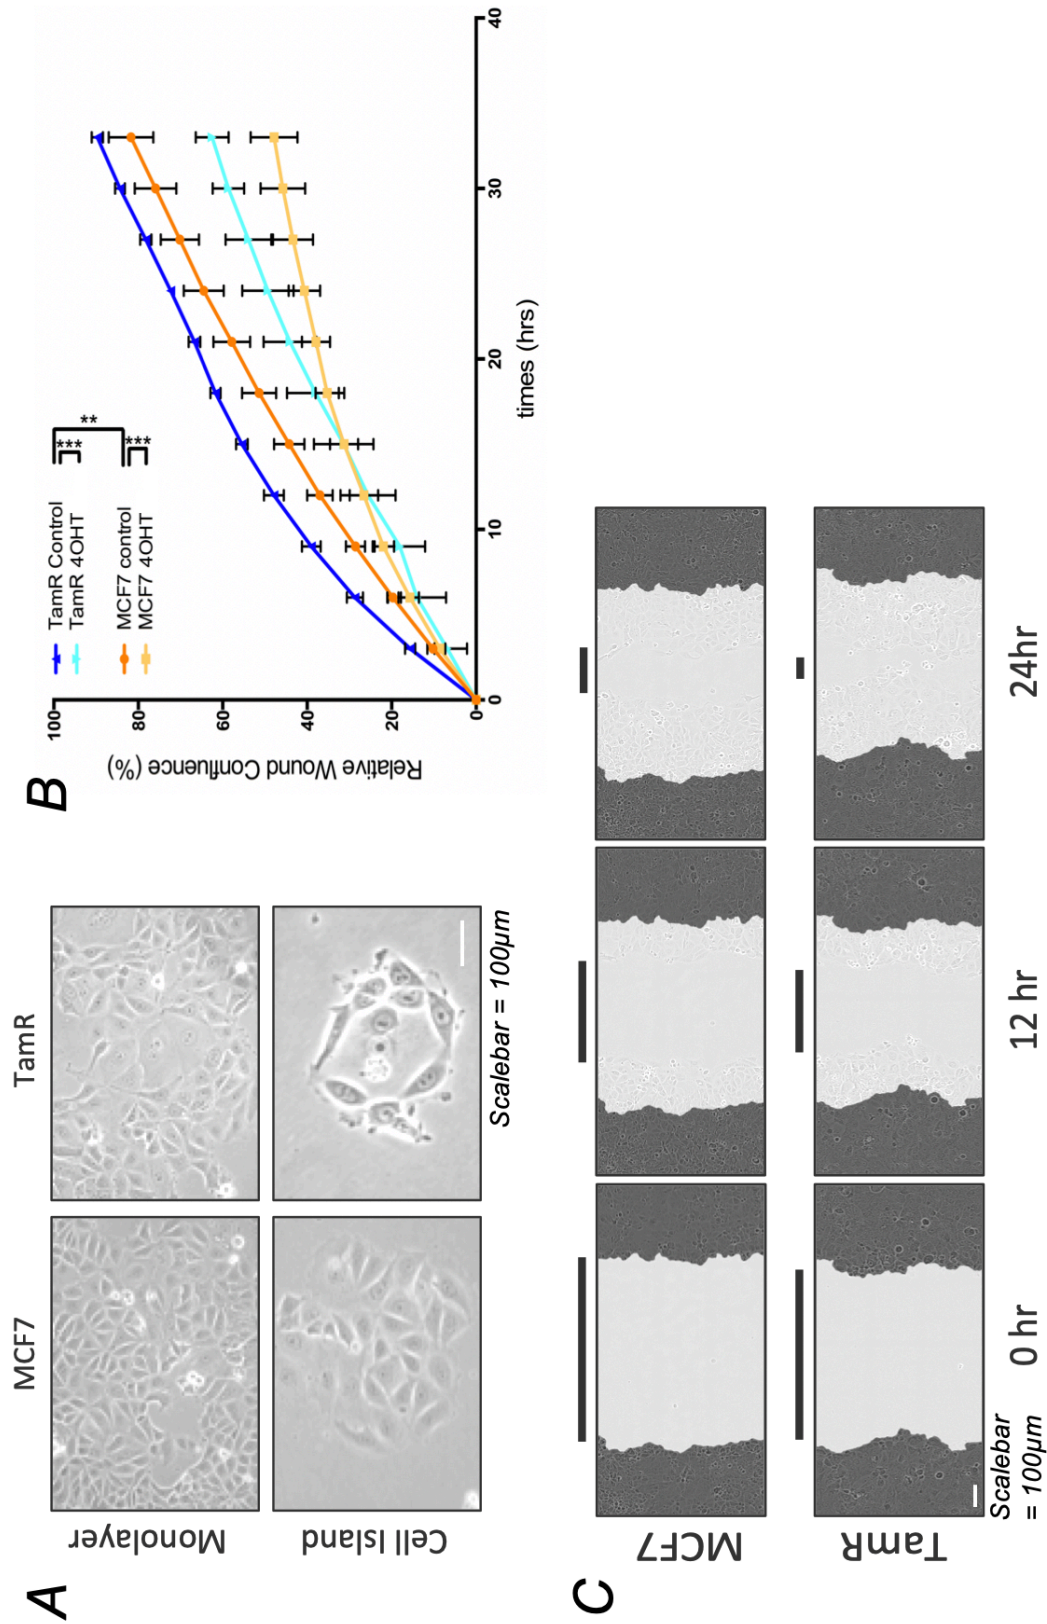 A
MCF7
TamR
Monolayer
Cell Island
Scalebar = 100µm
B
TamR Control
TamR 4OHT
MCF7 control
MCF7 4OHT
***
**
***
Relative Wound Confluence (%)
100
80
60
40
20
0
0
10
20
30
40
times (hrs)
C
MCF7
TamR
Scalebar
= 100µm
0 hr
12 hr
24hr